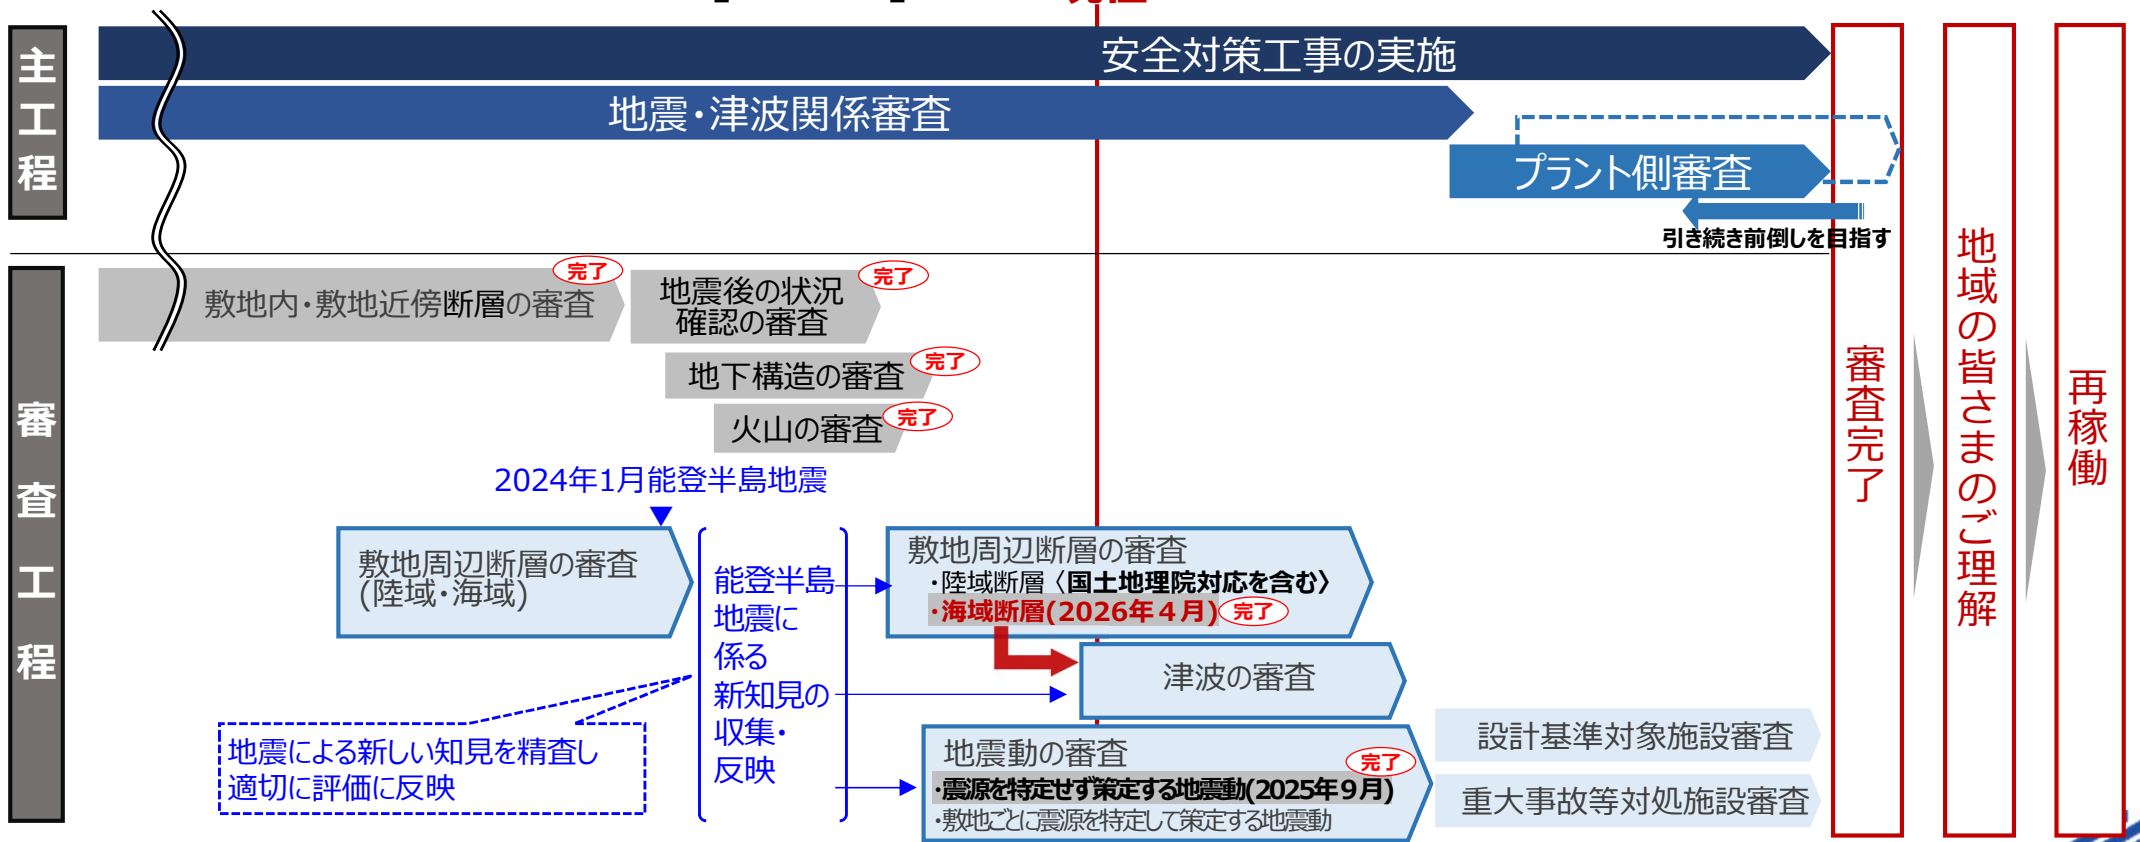 主工程
安全対策工事の実施
地震・津波関係審査
プラント側審査
引き続き前倒しを目指す
審査工程
敷地内・敷地近傍断層の審査
完了
地震後の状況
確認の審査
完了
地下構造の審査
完了
火山の審査
完了
2024年1月能登半島地震
敷地周辺断層の審査
(陸域・海域)
能登半島
地震に
係る
新知見の
収集・
反映
地震による新しい知見を精査し
適切に評価に反映
敷地周辺断層の審査
・陸域断層〈国土地理院対応を含む〉
・海域断層(2026年4月)
完了
津波の審査
地震動の審査
完了
・震源を特定せず策定する地震動(2025年9月)
・敷地ごとに震源を特定して策定する地震動
設計基準対象施設審査
重大事故等対処施設審査
審査完了
地域の皆さまのご理解
再稼働